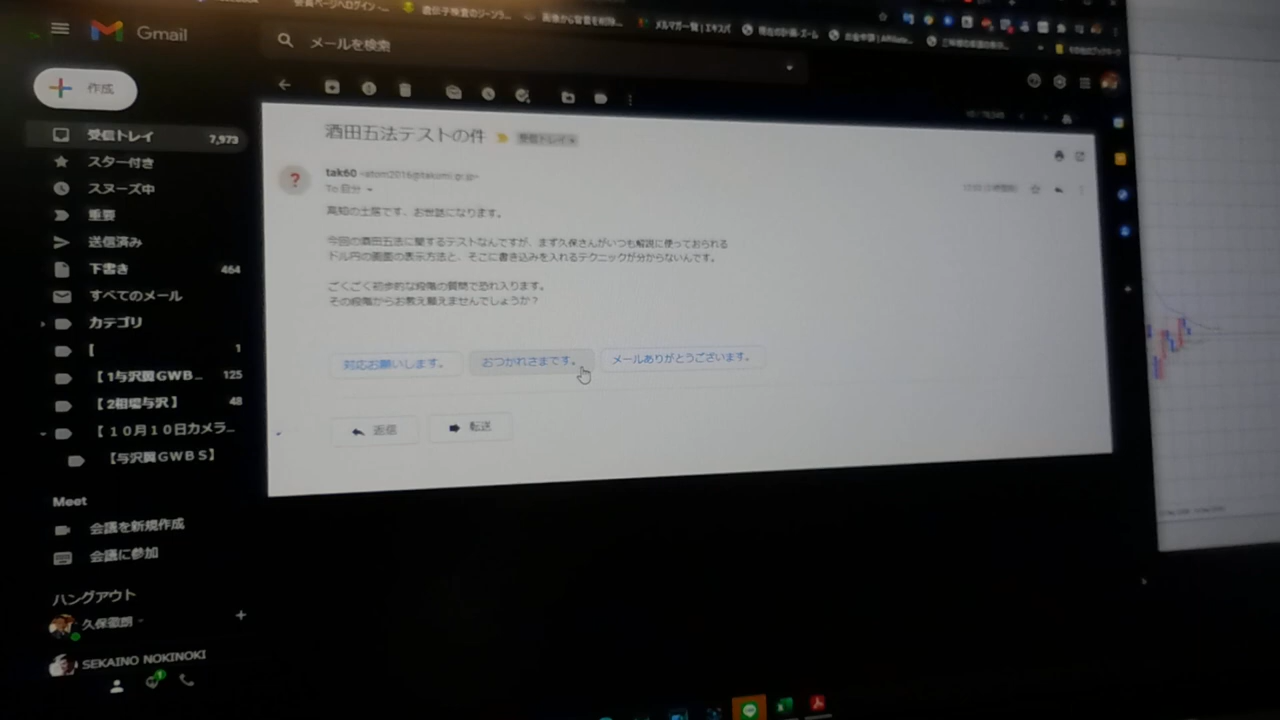 Gmail
メールを検索
作成
受信トレイ 7,973
スター付き
スヌーズ中
重要
送信済み
下書き 464
すべてのメール
カテゴリ
[ 1
【1与沢翼GWB... 125
【2相場与沢】 48
【10月10日カメラ...
【与沢翼GWBS】
Meet
会議を新規作成
会議に参加
ハングアウト
久保徹朗
SEKAINO NOKINOKI
酒田五法テストの件
受信トレイ
tak60
To 自分
高知の土居です、お世話になります。
今回の酒田五法に関するテストなんですが、まず久保さんがいつも解説に使っておられる
ドル円の画面の表示方法と、そこに書き込みを入れるテクニックが分からないんです。
ごくごく初歩的な段階の質問で恐れ入ります。
その段階からお教え願えませんでしょうか？
対応お願いします。
おつかれさまです。
メールありがとうございます。
返信
転送